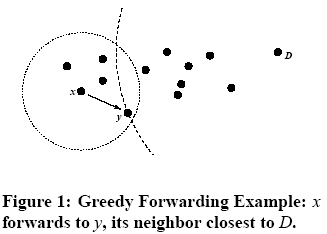 D
x
y
Figure 1: Greedy Forwarding Example: x
forwards to y, its neighbor closest to D.